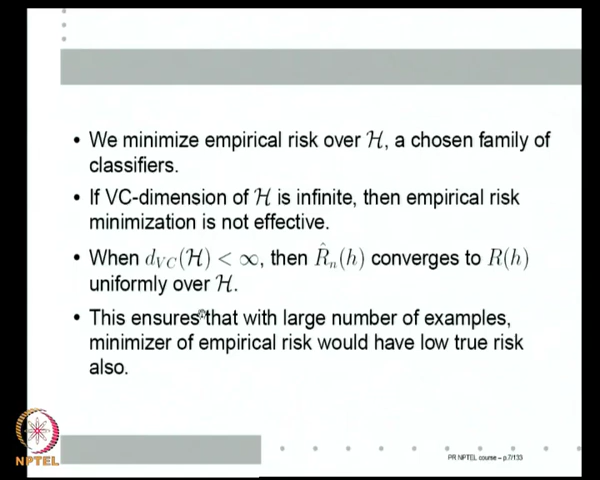 • We minimize empirical risk over ℋ, a chosen family of
classifiers.
• If VC-dimension of ℋ is infinite, then empirical risk
minimization is not effective.
• When d_{VC}(ℋ) < ∞, then R̂_n(h) converges to R(h)
uniformly over ℋ.
• This ensures that with large number of examples,
minimizer of empirical risk would have low true risk
also.
NPTEL
PR NPTEL course – p.7/133